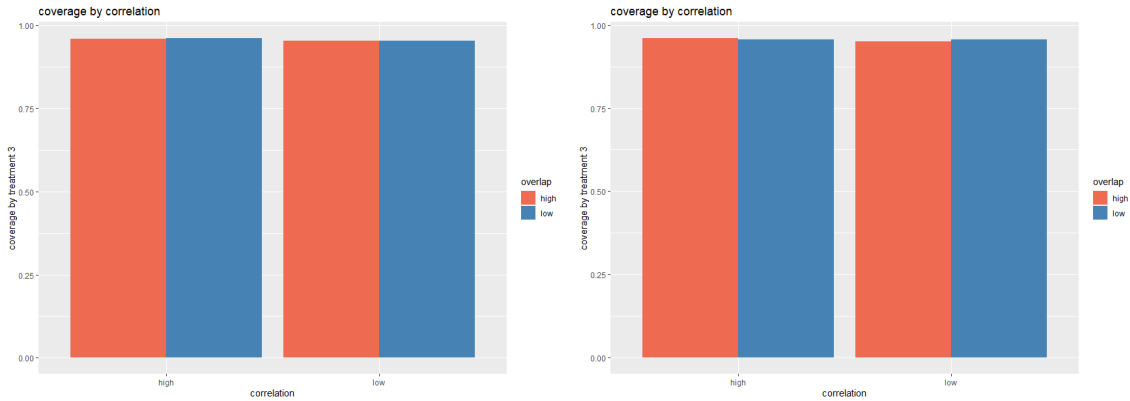 coverage by correlation
1.00
0.75
0.50
0.25
0.00
coverage by treatment 3
high
low
correlation
overlap
high
low
coverage by correlation
1.00
0.75
0.50
0.25
0.00
coverage by treatment 3
high
low
correlation
overlap
high
low